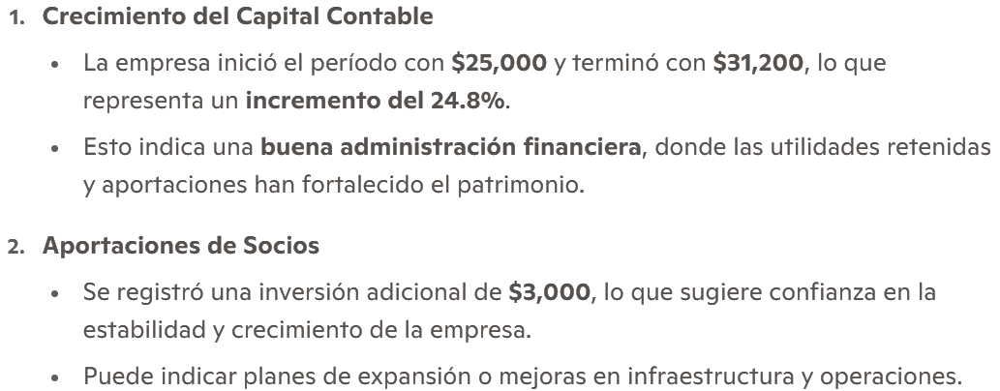 1. Crecimiento del Capital Contable
• La empresa inició el período con $25,000 y terminó con $31,200, lo que
representa un incremento del 24.8%.
• Esto indica una buena administración financiera, donde las utilidades retenidas
y aportaciones han fortalecido el patrimonio.
2. Aportaciones de Socios
• Se registró una inversión adicional de $3,000, lo que sugiere confianza en la
estabilidad y crecimiento de la empresa.
• Puede indicar planes de expansión o mejoras en infraestructura y operaciones.